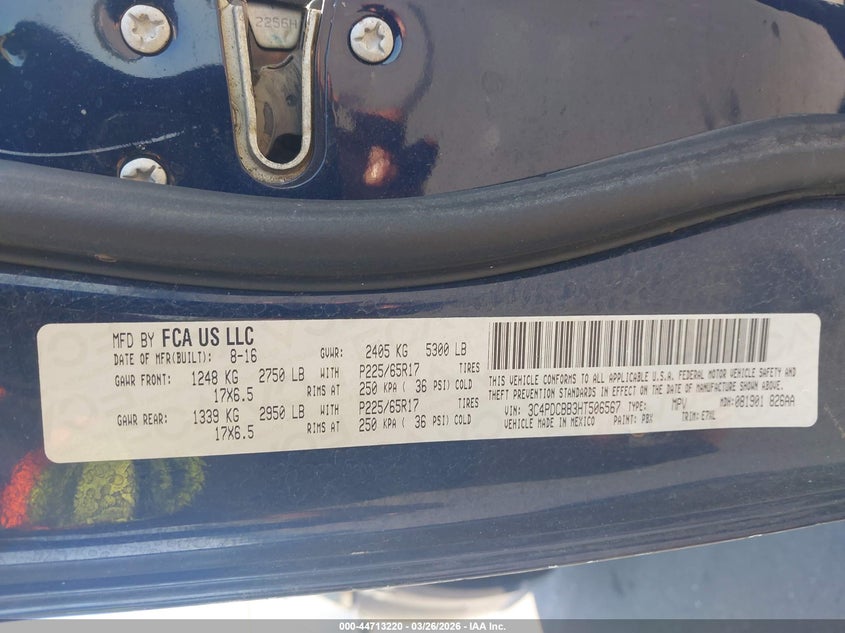 2256H
MFD BY FCA US LLC
DATE OF MFR(BUILT): 8-16 GVWR: 2405 KG 5300 LB
GAWR FRONT: 1248 KG 2750 LB WITH P225/65R17 TIRES
17X6.5 RIMS AT 250 KPA ( 36 PSI) COLD
GAWR REAR: 1339 KG 2950 LB WITH P225/65R17 TIRES
17X6.5 RIMS AT 250 KPA ( 36 PSI) COLD
THIS VEHICLE CONFORMS TO ALL APPLICABLE U.S.A. FEDERAL MOTOR VEHICLE SAFETY AND
THEFT PREVENTION STANDARDS IN EFFECT ON THE DATE OF MANUFACTURE SHOWN ABOVE.
VIN: 3C4PDCBB3HT506567 TYPE: MPV MDH: 081901 826AA
VEHICLE MADE IN MEXICO PAINT: PBX TRIM: E7XL
000-44713220 - 03/26/2026 - IAA Inc.